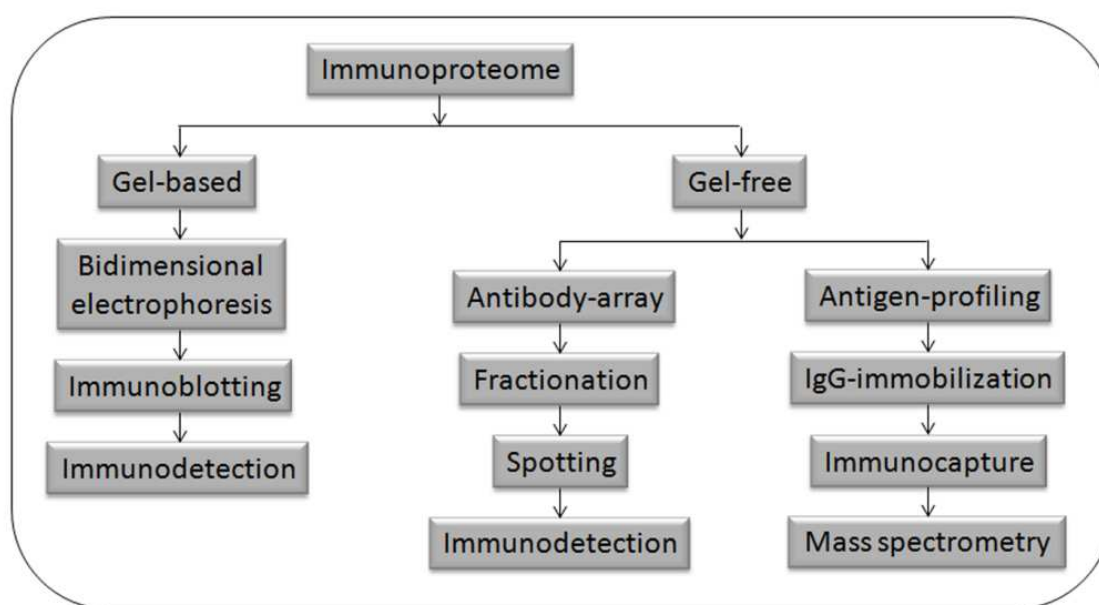 Immunoproteome
Gel-based
Gel-free
Bidimensional
electrophoresis
Immunoblotting
Immunodetection
Antibody-array
Fractionation
Spotting
Immunodetection
Antigen-profiling
IgG-immobilization
Immunocapture
Mass spectrometry